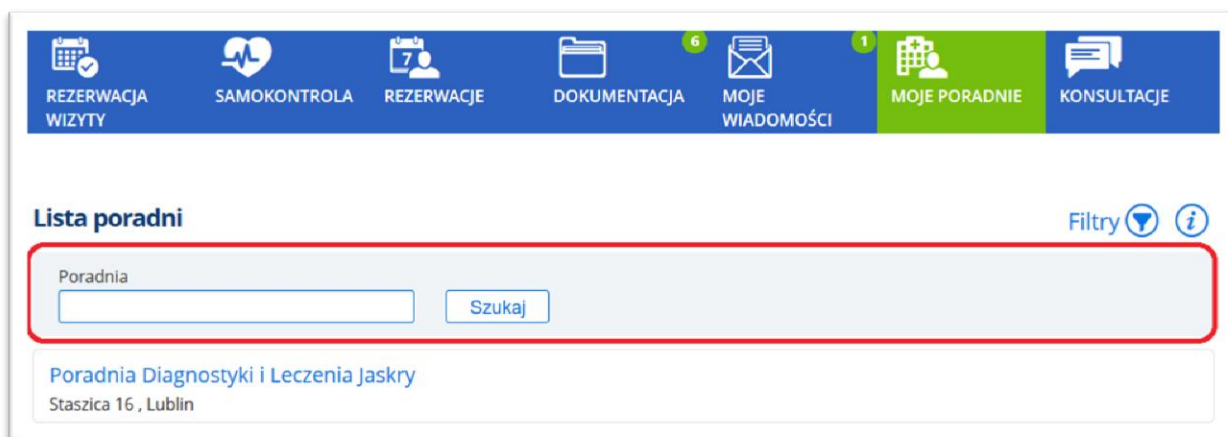 6
1
7
REZERWACJA
WIZYTY
SAMOKONTROLA
REZERWACJE
DOKUMENTACJA
MOJE
WIADOMOŚCI
MOJE PORADNIE
KONSULTACJE
Lista poradni
Filtry
i
Poradnia
Szukaj
Poradnia Diagnostyki i Leczenia Jaskry
Staszica 16 , Lublin